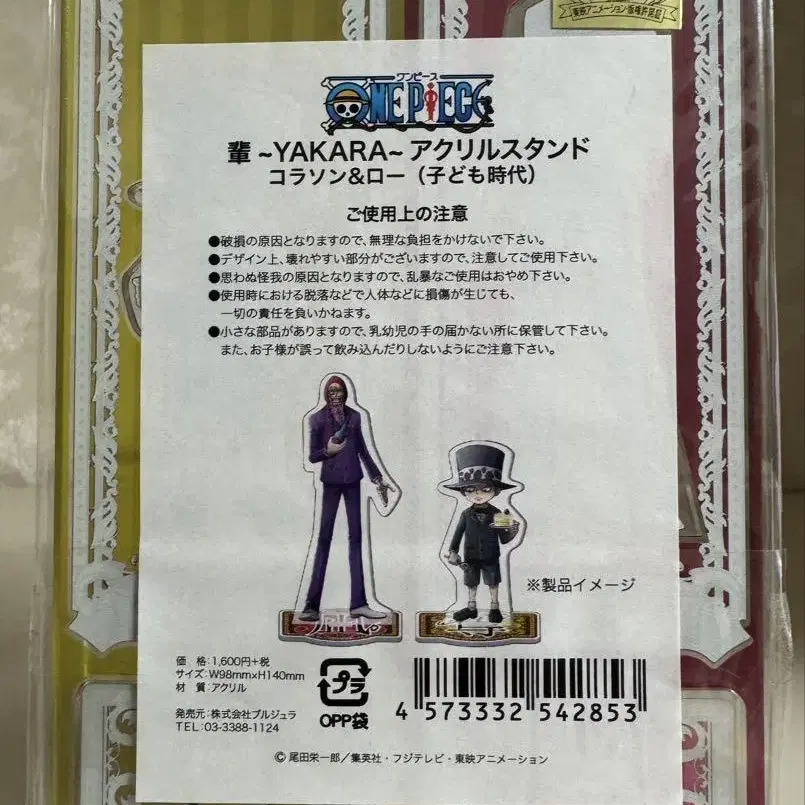 東映アニメーション版権許諾証
ワンピース
ONE PIECE
輩 ~YAKARA~ アクリルスタンド
コラソン&ロー（子ども時代）
ご使用上の注意
●破損の原因となりますので、無理な負担をかけないで下さい。
●デザイン上、壊れやすい部分がございますので、注意してご使用下さい。
●思わぬ怪我の原因となりますので、乱暴なご使用はおやめ下さい。
●使用時における脱落などで人体などに損傷が生じても、
一切の責任を負いかねます。
●小さな部品がありますので、乳幼児の手の届かない所に保管して下さい。
また、お子様が誤って飲み込んだりしないようにご注意下さい。
※製品イメージ
価 格：1,600円+税
サイズ：W98mm×H140mm
材 質：アクリル
発売元：株式会社ブルジュラ
TEL：03-3388-1124
プラ
OPP袋
4 573332 542853
© 尾田栄一郎／集英社・フジテレビ・東映アニメーション